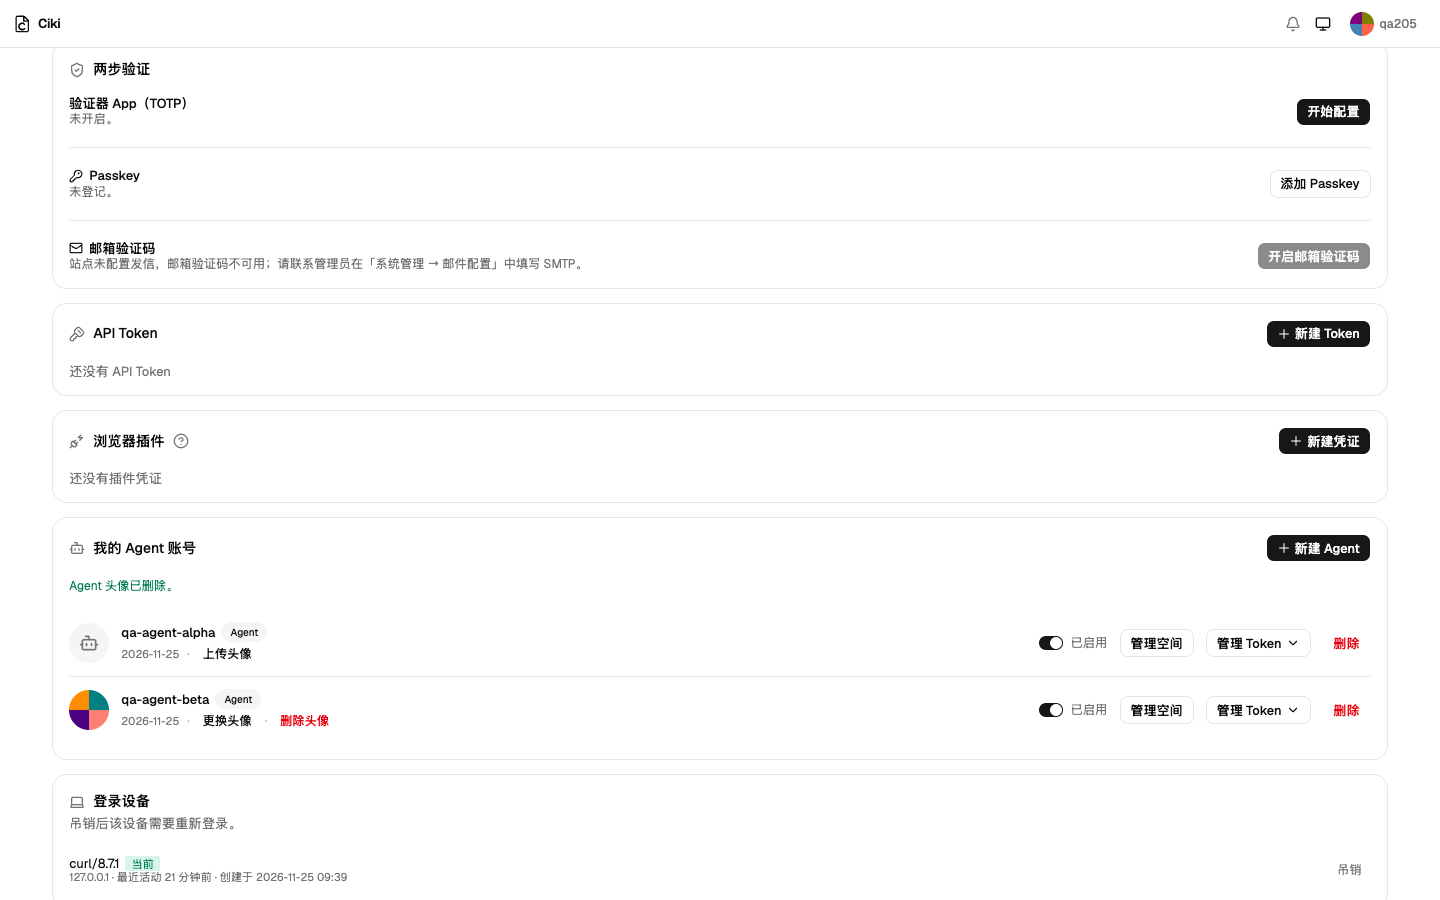 Ciki
qa205
两步验证
验证器 App（TOTP）
未开启。
开始配置
Passkey
未登记。
添加 Passkey
邮箱验证码
站点未配置发信，邮箱验证码不可用；请联系管理员在「系统管理 → 邮件配置」中填写 SMTP。
开启邮箱验证码
API Token
新建 Token
还没有 API Token
浏览器插件
新建凭证
还没有插件凭证
我的 Agent 账号
新建 Agent
Agent 头像已删除。
qa-agent-alpha Agent
2026-11-25 · 上传头像
已启用 管理空间 管理 Token 删除
qa-agent-beta Agent
2026-11-25 · 更换头像 · 删除头像
已启用 管理空间 管理 Token 删除
登录设备
吊销后该设备需要重新登录。
curl/8.7.1 当前
127.0.0.1 · 最近活动 21 分钟前 · 创建于 2026-11-25 09:39
吊销